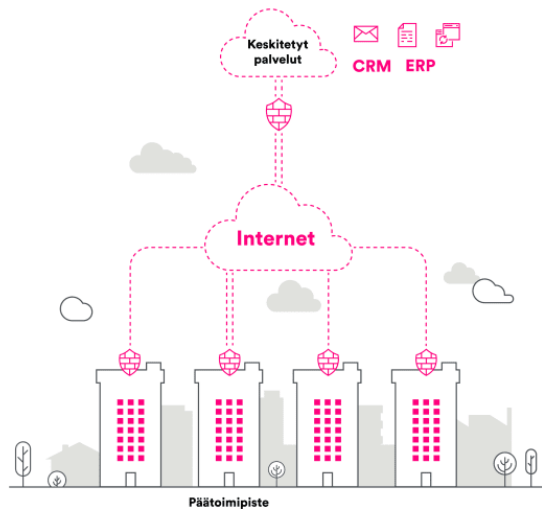 Keskitetyt
palvelut
CRM ERP
Internet
Päätoimipiste